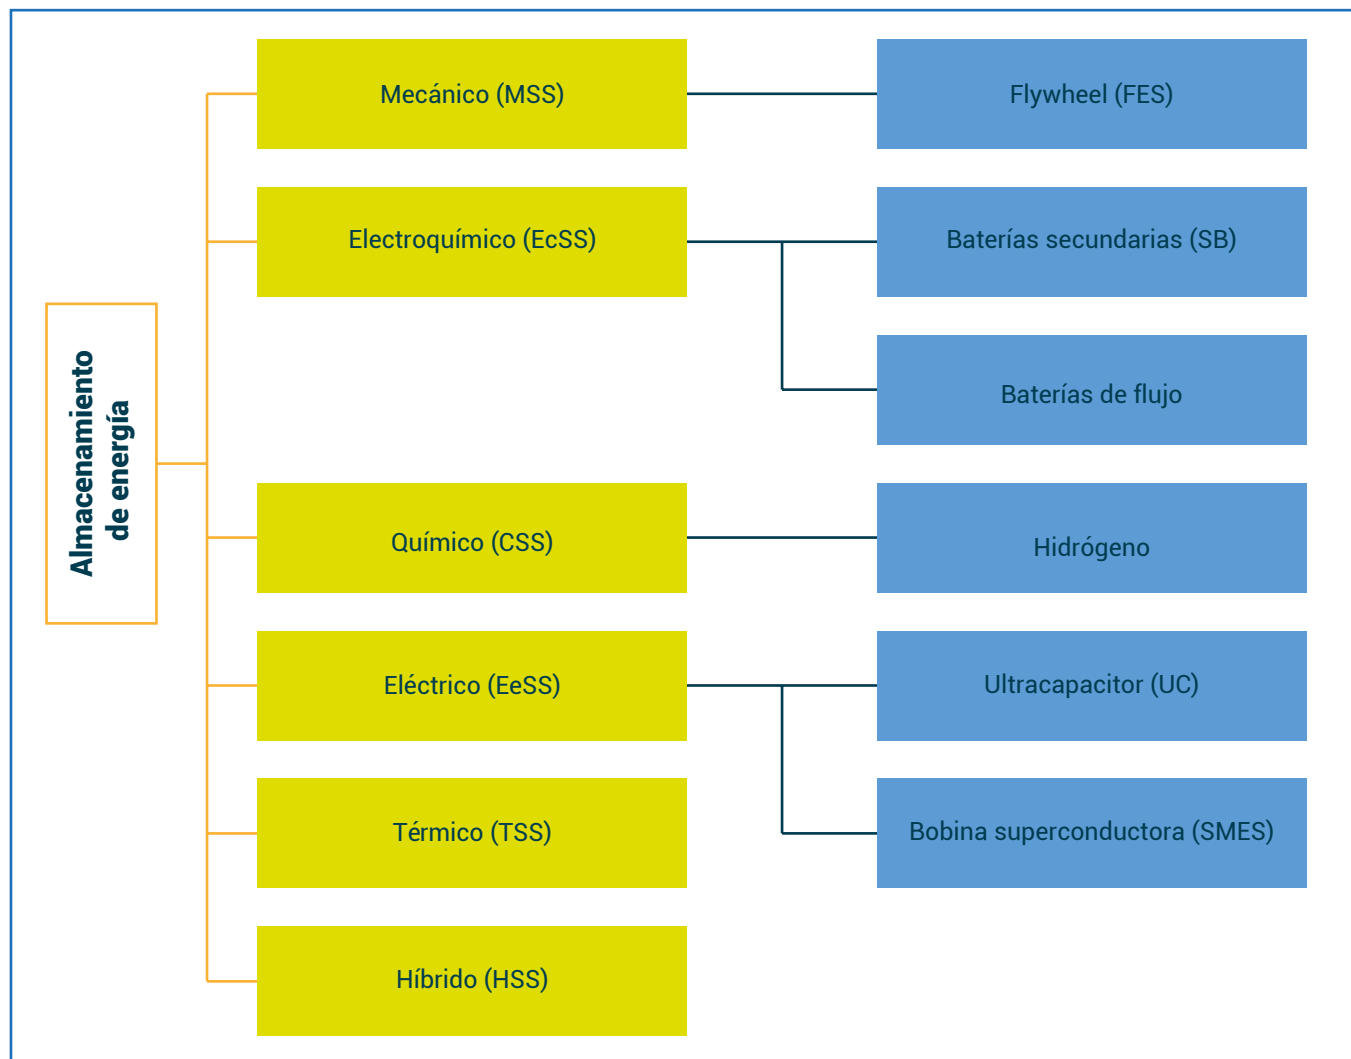 Almacenamiento
de energía
Mecánico (MSS)
Flywheel (FES)
Electroquímico (EcSS)
Baterías secundarias (SB)
Baterías de flujo
Químico (CSS)
Hidrógeno
Eléctrico (EeSS)
Ultracapacitor (UC)
Térmico (TSS)
Bobina superconductora (SMES)
Híbrido (HSS)